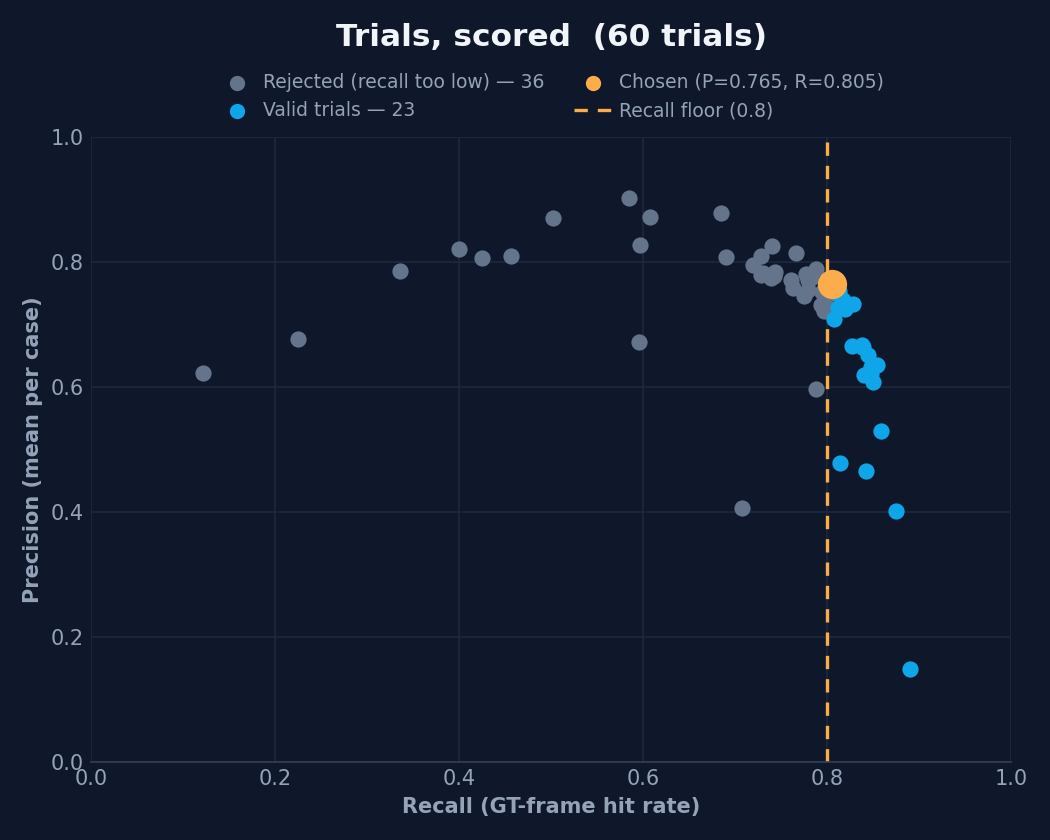 Trials, scored  (60 trials)
Rejected (recall too low) — 36
Valid trials — 23
Chosen (P=0.765, R=0.805)
Recall floor (0.8)
Precision (mean per case)
1.0
0.8
0.6
0.4
0.2
0.0
0.0 0.2 0.4 0.6 0.8 1.0
Recall (GT-frame hit rate)